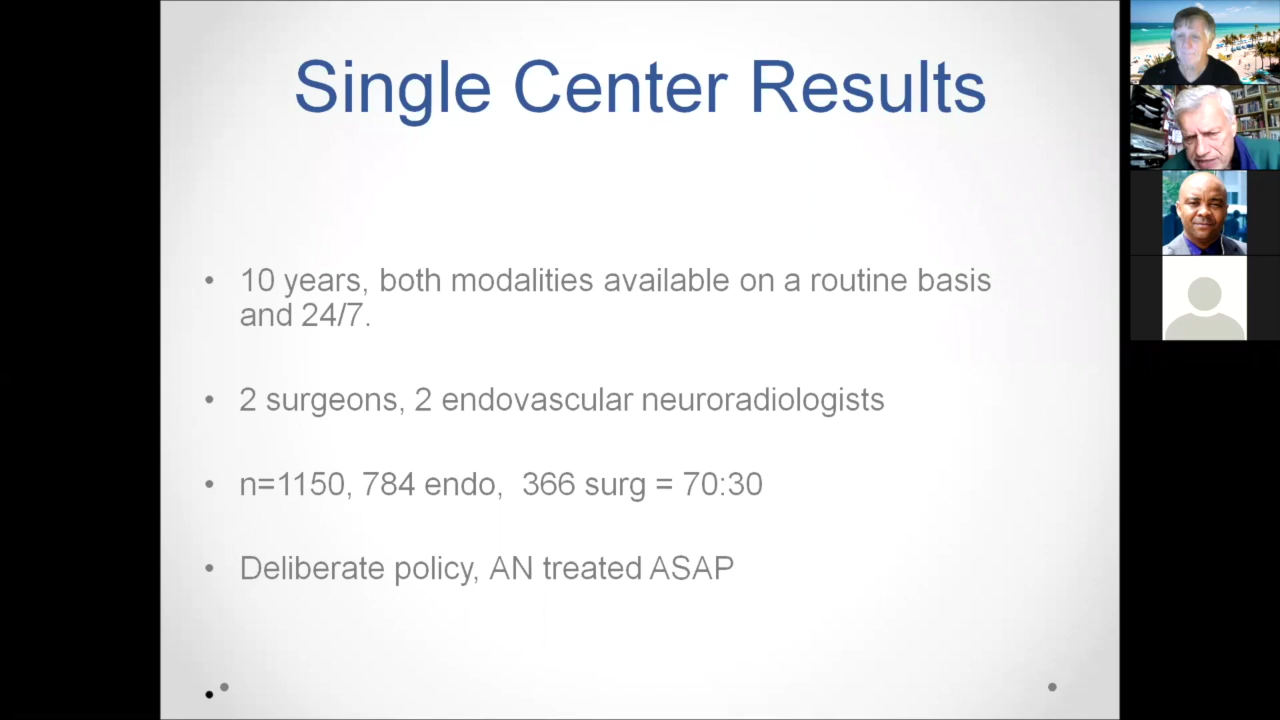 Single Center Results
• 10 years, both modalities available on a routine basis
and 24/7.
• 2 surgeons, 2 endovascular neuroradiologists
• n=1150, 784 endo,  366 surg = 70:30
• Deliberate policy, AN treated ASAP